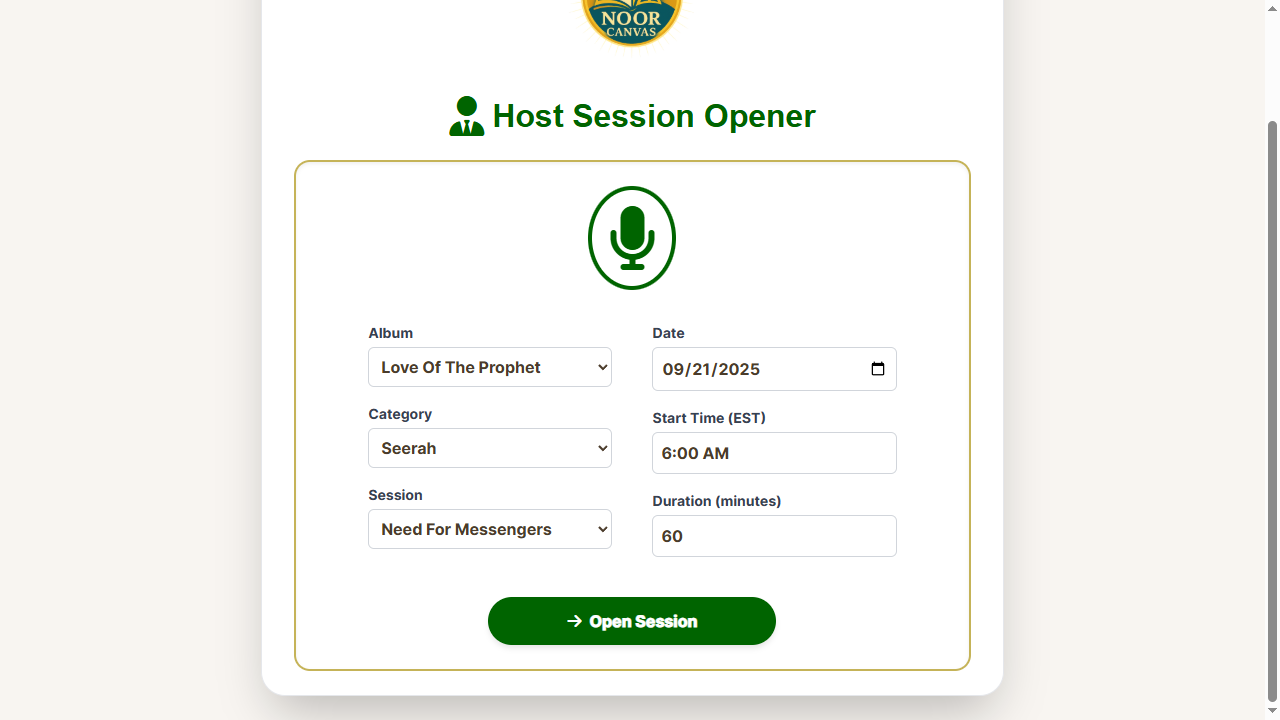 NOOR
CANVAS
Host Session Opener
Album
Love Of The Prophet
Category
Seerah
Session
Need For Messengers
Date
09/21/2025
Start Time (EST)
6:00 AM
Duration (minutes)
60
Open Session